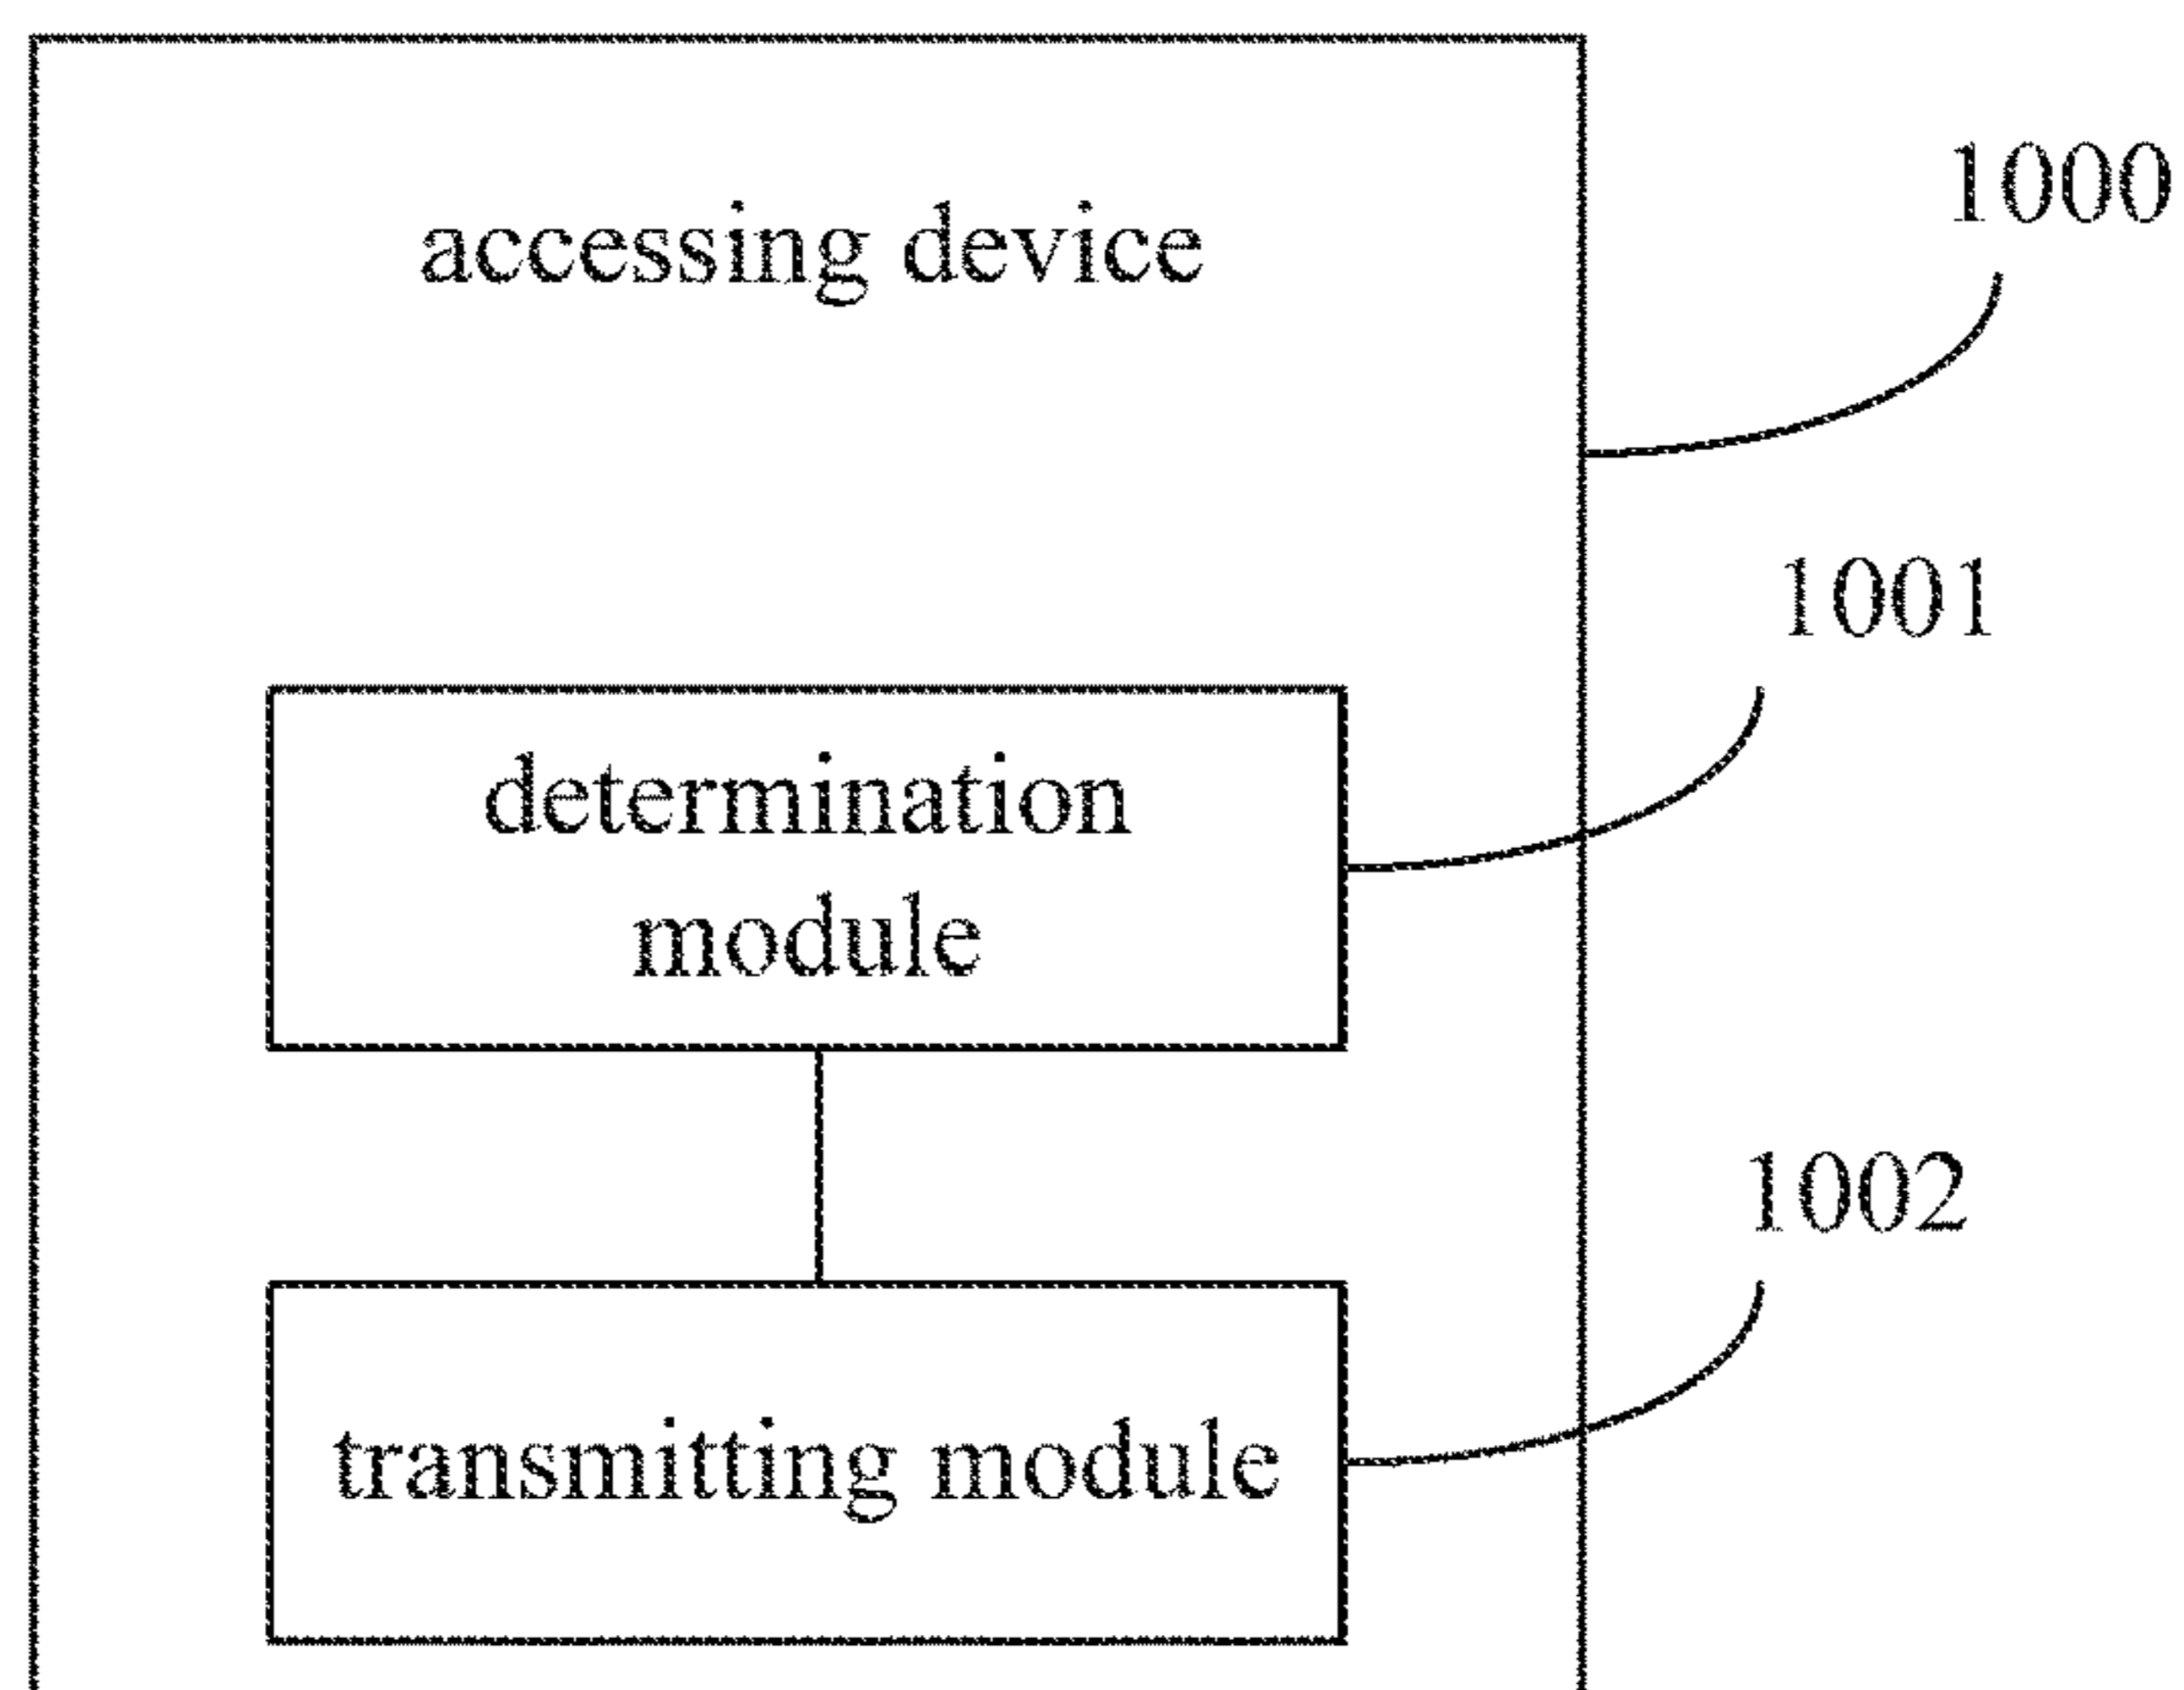 accessing device
1000
1001
determination
module
1002
transmitting module